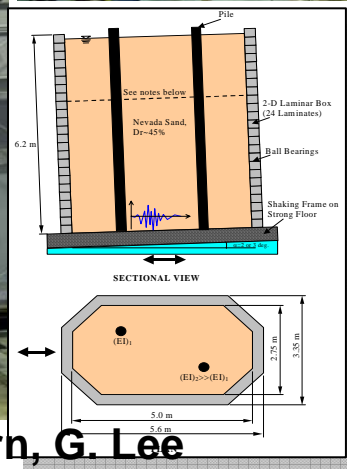 Pile
See notes below
2-D Laminar Box
(24 Laminates)
Nevada Sand,
Dr~45%
6.2 m
Ball Bearings
Shaking Frame on
Strong Floor
SECTIONAL VIEW
(EI)1
(EI)2>>(EI)1
2.75 m
3.35 m
5.0 m
5.6 m
rn, G. Lee